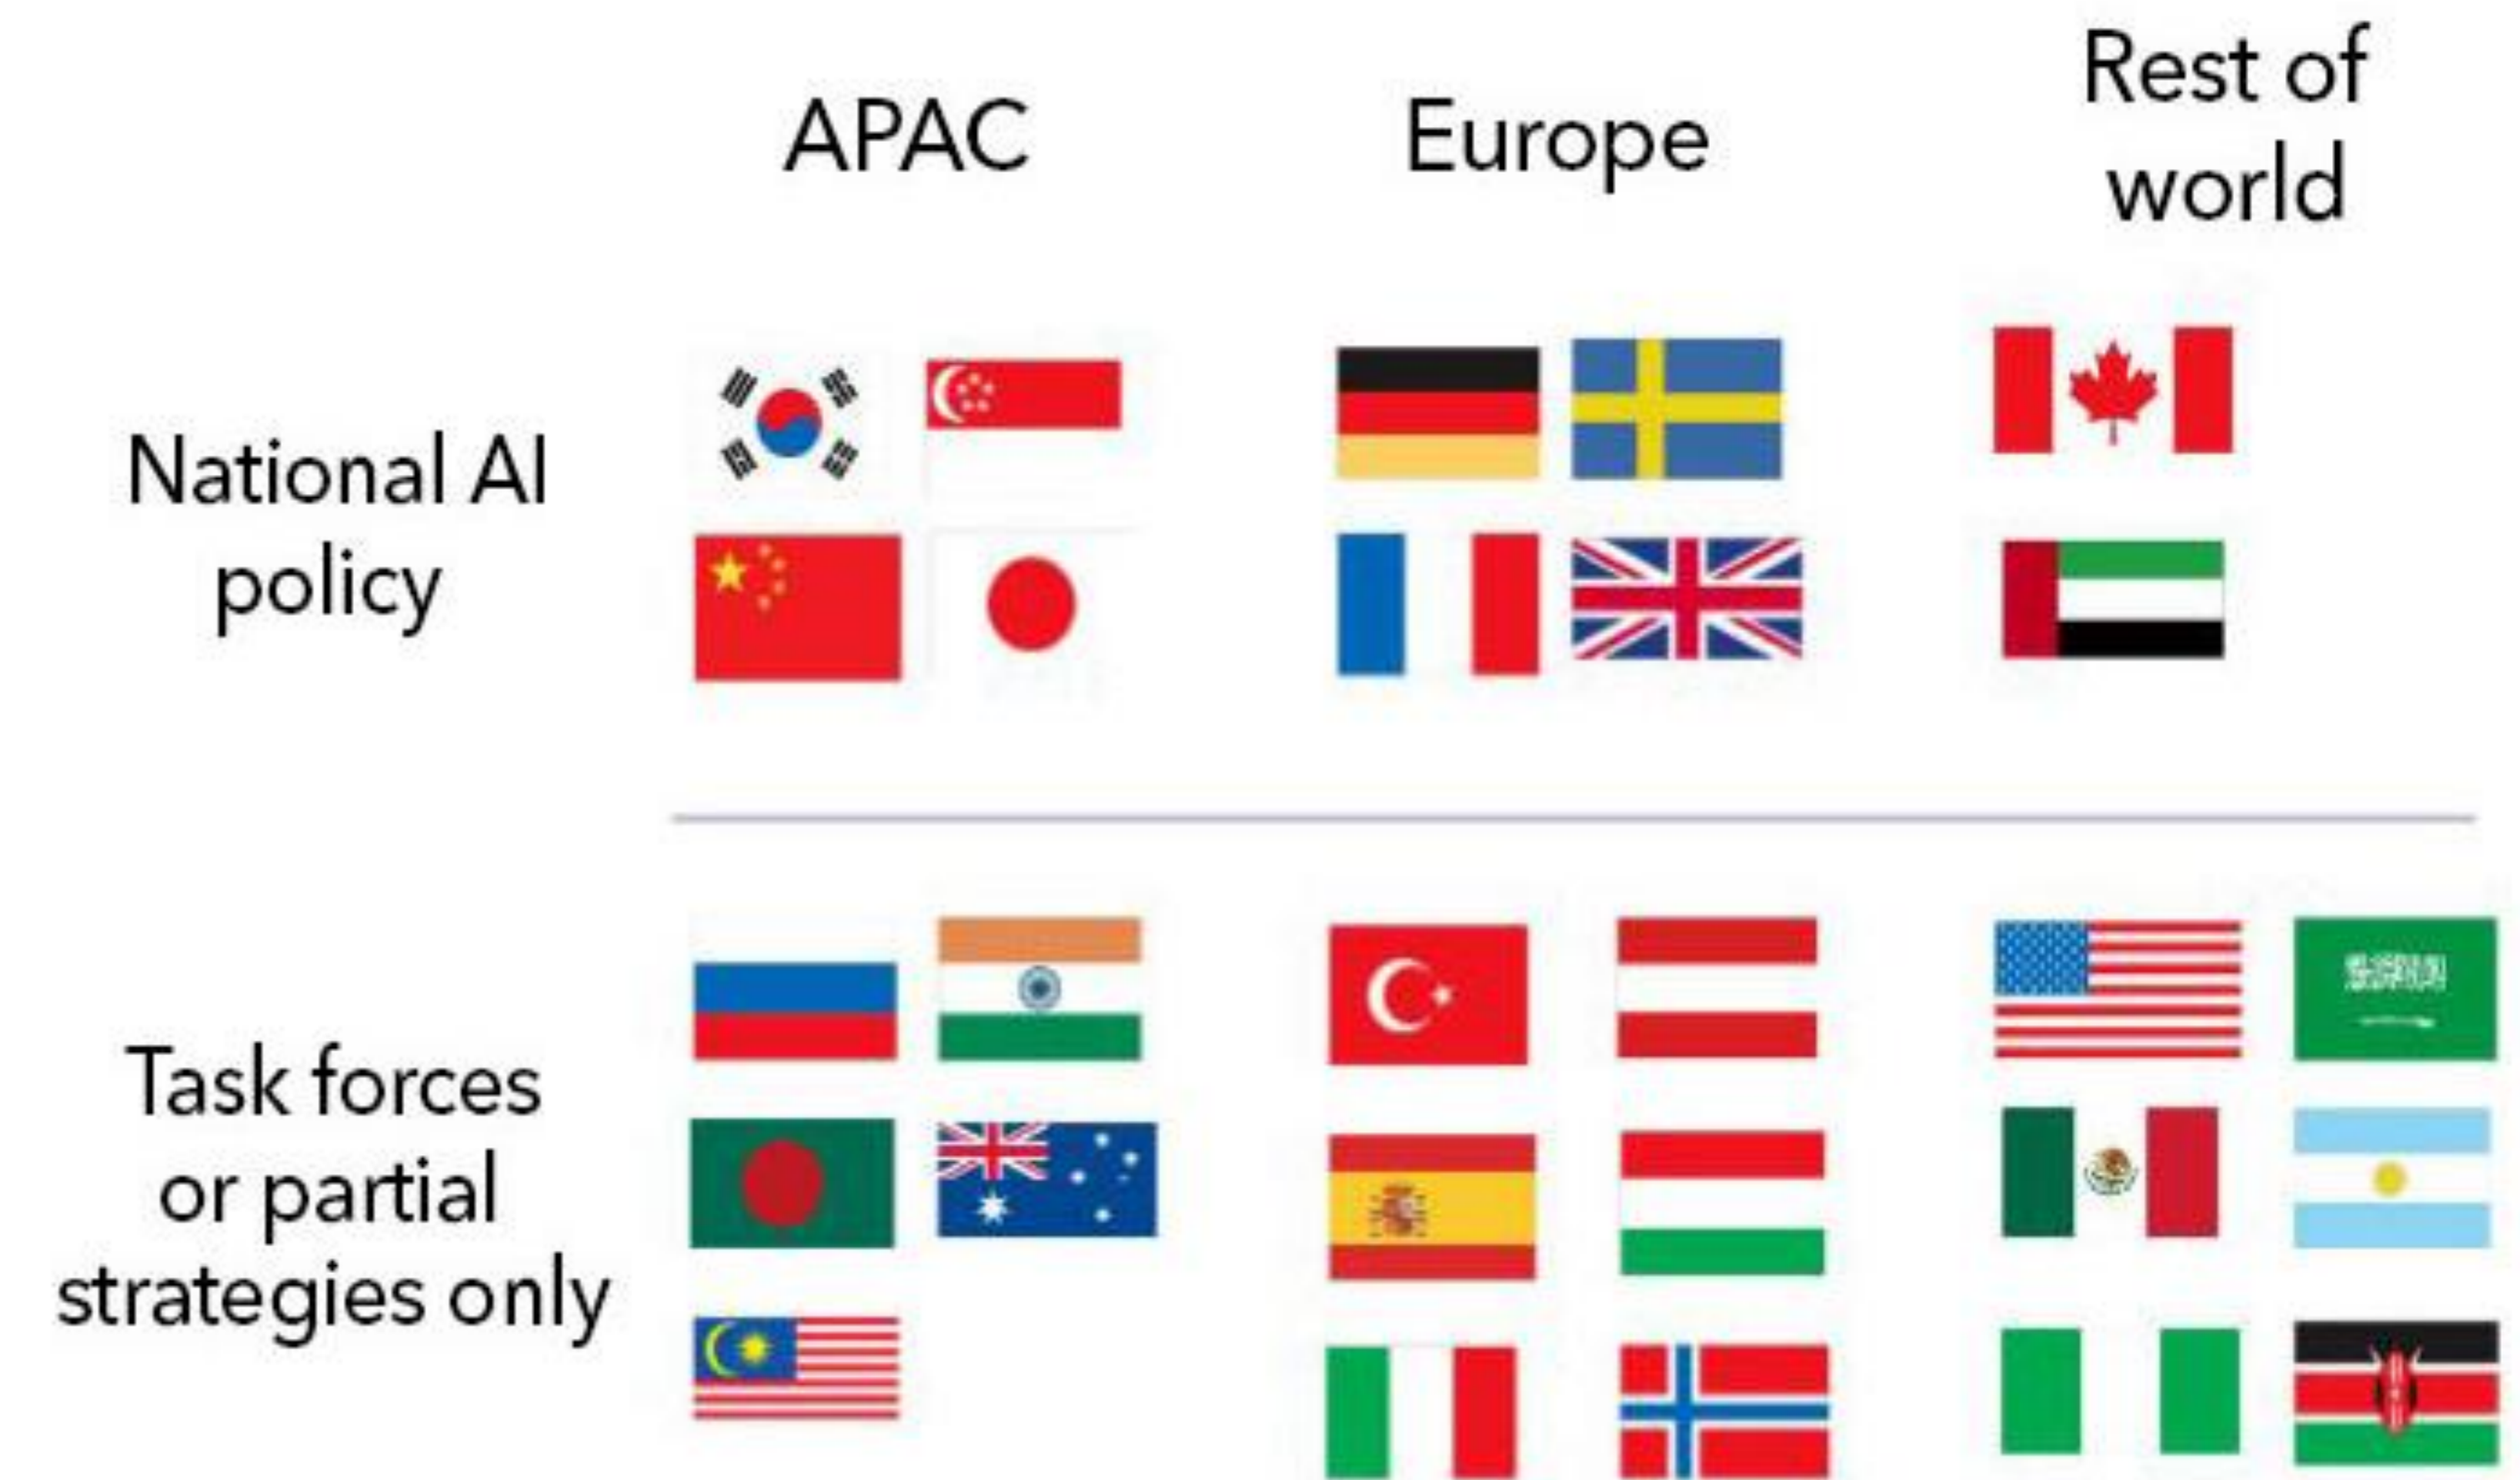 APAC
Europe
Rest of
world
National AI
policy
Task forces
or partial
strategies only